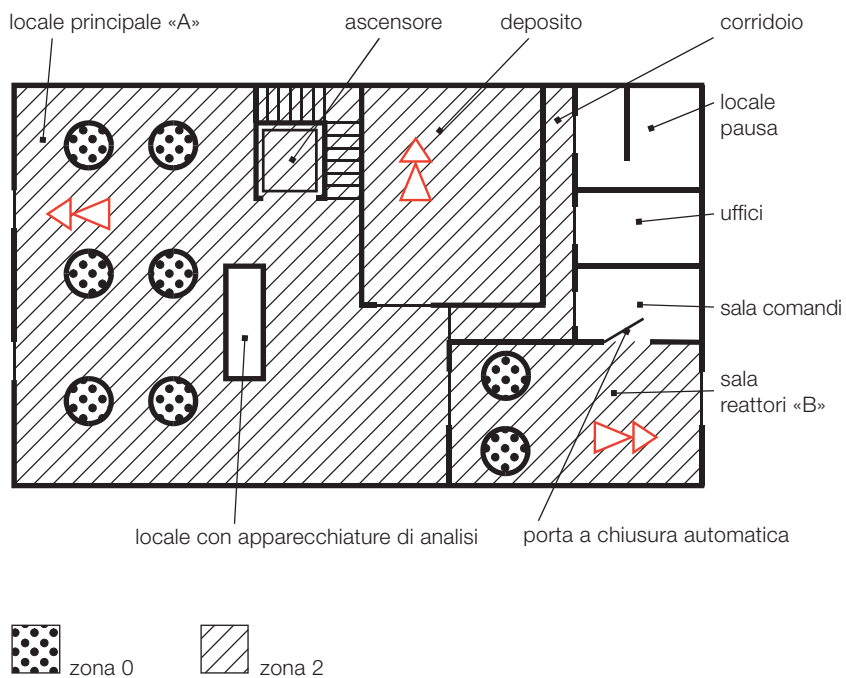 locale principale «A»
ascensore
deposito
corridoio
locale
pausa
uffici
sala comandi
sala
reattori «B»
locale con apparecchiature di analisi
porta a chiusura automatica
zona 0
zona 2